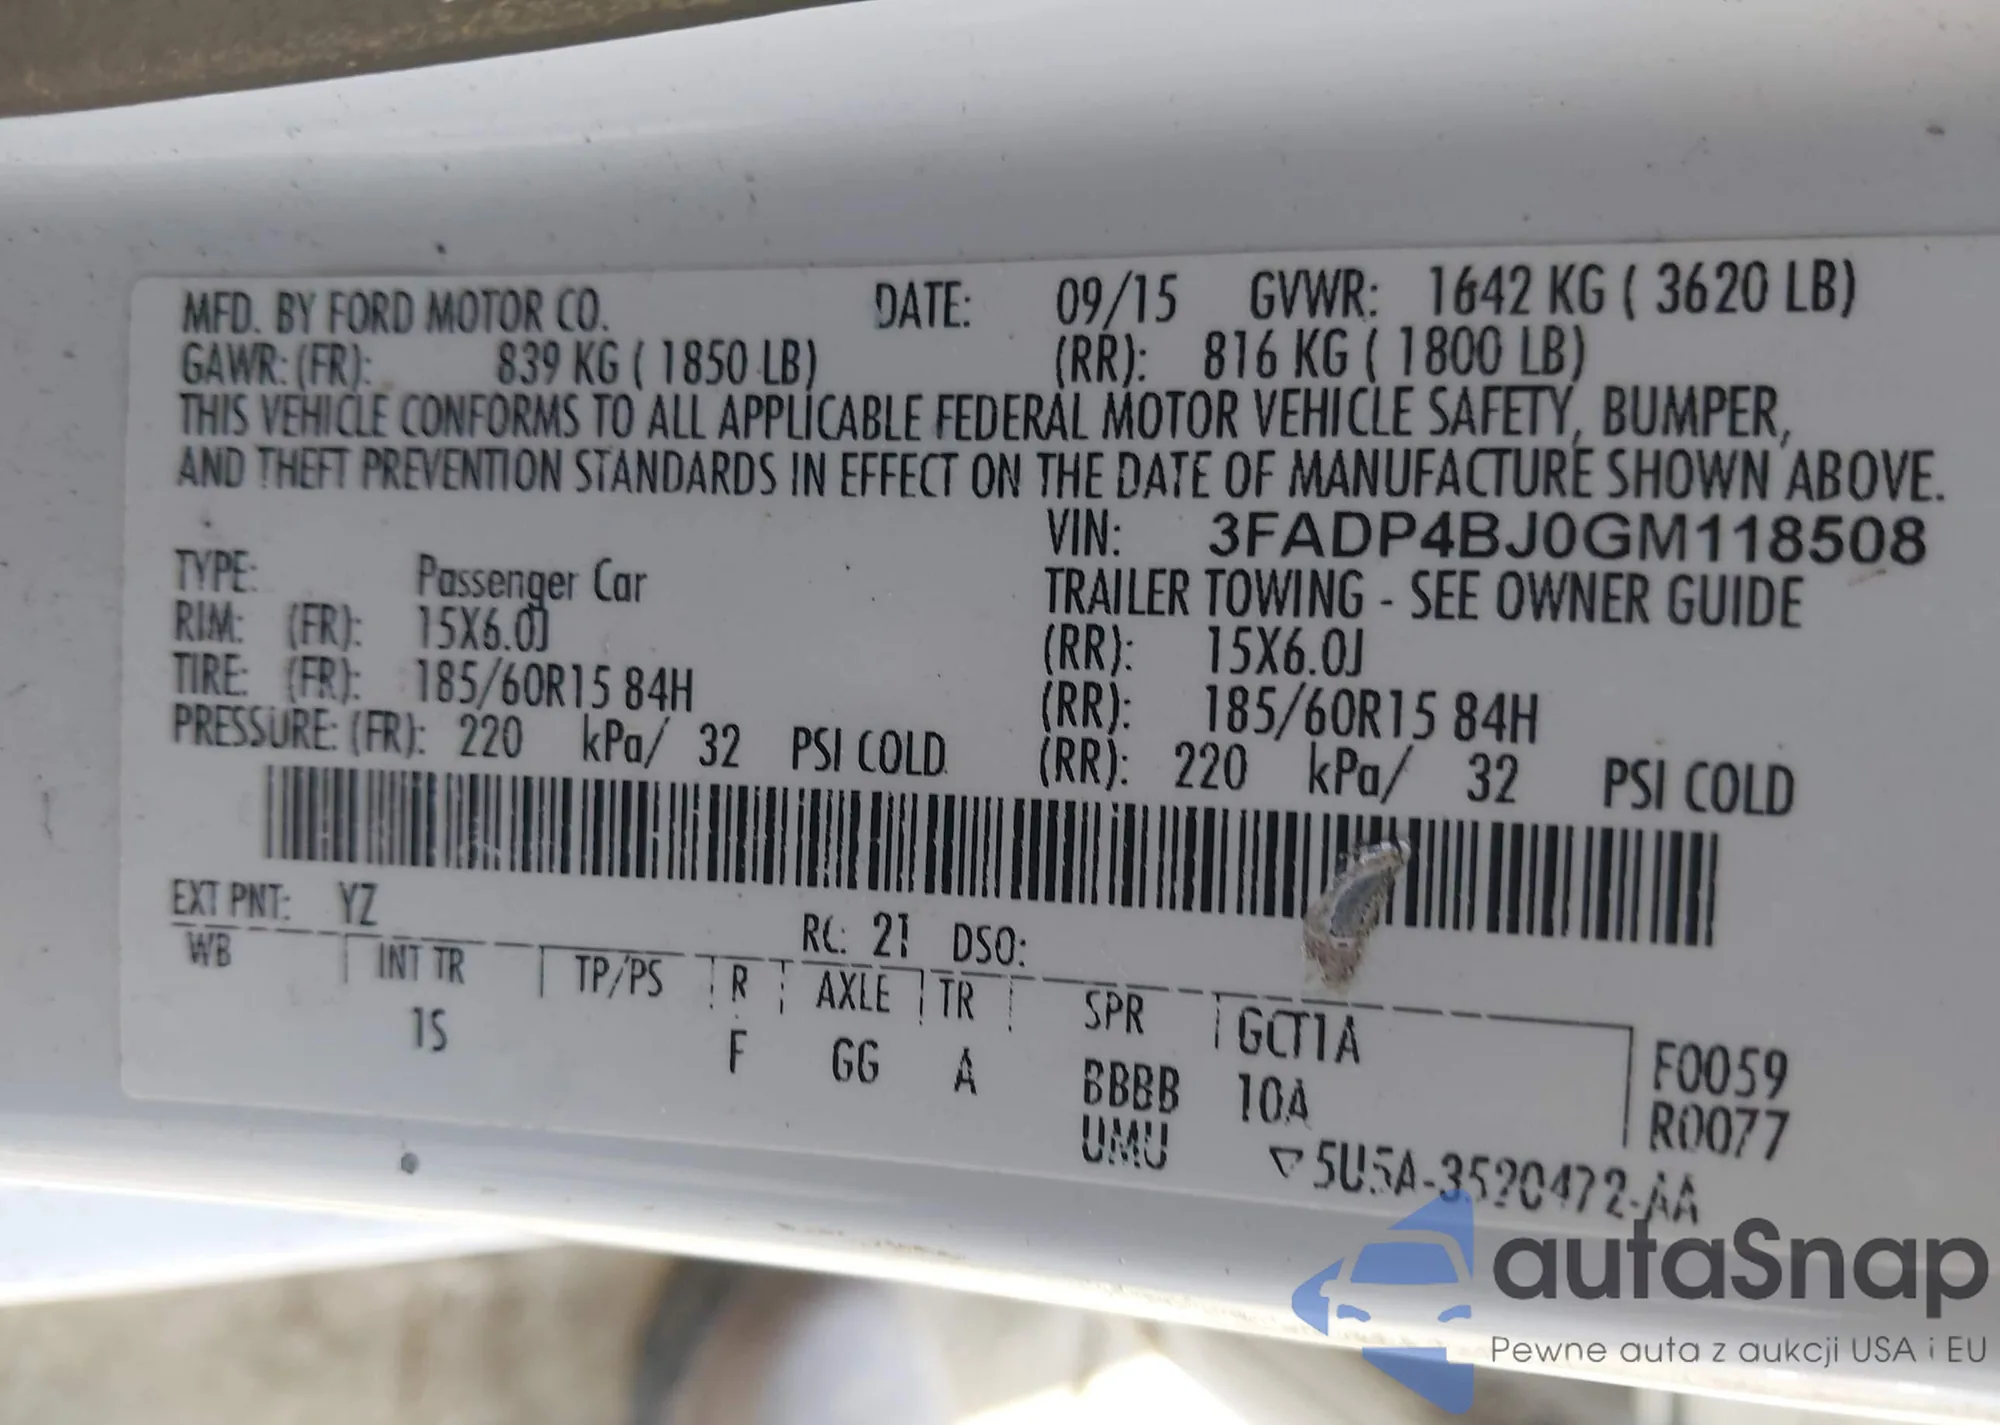 MFD. BY FORD MOTOR CO. DATE: 09/15 GVWR: 1642 KG ( 3620 LB)
GAWR: (FR): 839 KG ( 1850 LB) (RR): 816 KG ( 1800 LB)
THIS VEHICLE CONFORMS TO ALL APPLICABLE FEDERAL MOTOR VEHICLE SAFETY, BUMPER,
AND THEFT PREVENTION STANDARDS IN EFFECT ON THE DATE OF MANUFACTURE SHOWN ABOVE.
VIN: 3FADP4BJ0GM118508
TYPE: Passenger Car TRAILER TOWING - SEE OWNER GUIDE
RIM: (FR): 15X6.0J (RR): 15X6.0J
TIRE: (FR): 185/60R15 84H (RR): 185/60R15 84H
PRESSURE: (FR): 220 kPa/ 32 PSI COLD (RR): 220 kPa/ 32 PSI COLD
EXT PNT: YZ RC: 21 DSO:
WB INT TR TP/PS R AXLE TR SPR GCT1A F0059
1S F GG A BBBB 10A R0077
UMU ▽5U5A-3520472-AA
autaSnap
Pewne auta z aukcji USA i EU